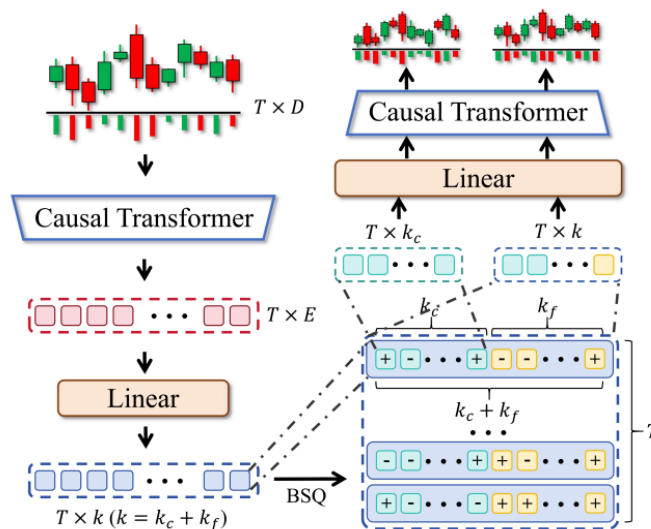 T × D
Causal Transformer
T × E
Linear
T × k (k = k_c + k_f)
BSQ
Causal Transformer
Linear
T × k_c
T × k
k_c
k_f
+ - • • • + - - • • • +
k_c + k_f
• • •
- - • • • + + - • • • +
+ - • • • - + + • • • +
T